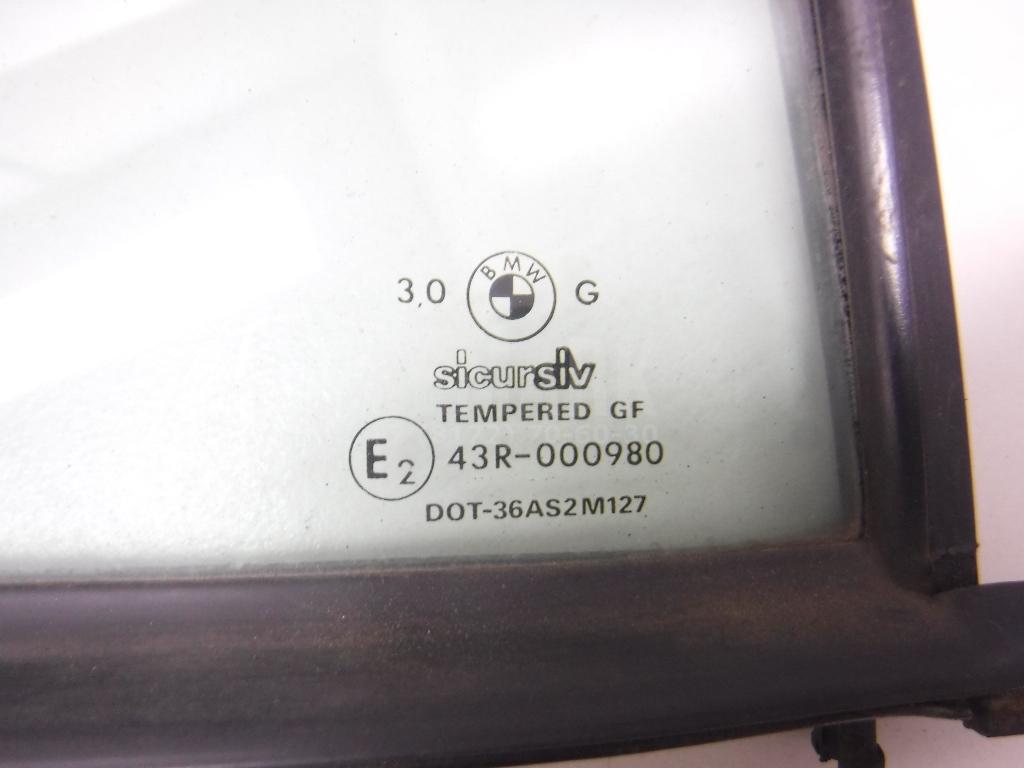 3,0 BMW G
sicursiv
TEMPERED GF
E2 43R-000980
DOT-36AS2M127